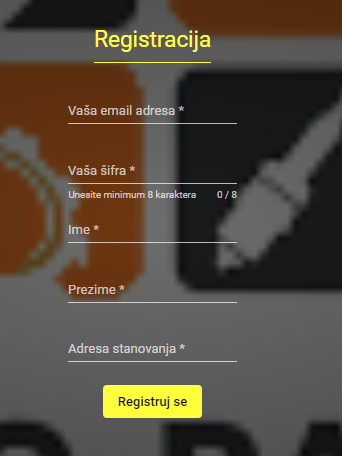 Registracija
Vaša email adresa *
Vaša šifra *
Unesite minimum 8 karaktera 0 / 8
Ime *
Prezime *
Adresa stanovanja *
Registruj se